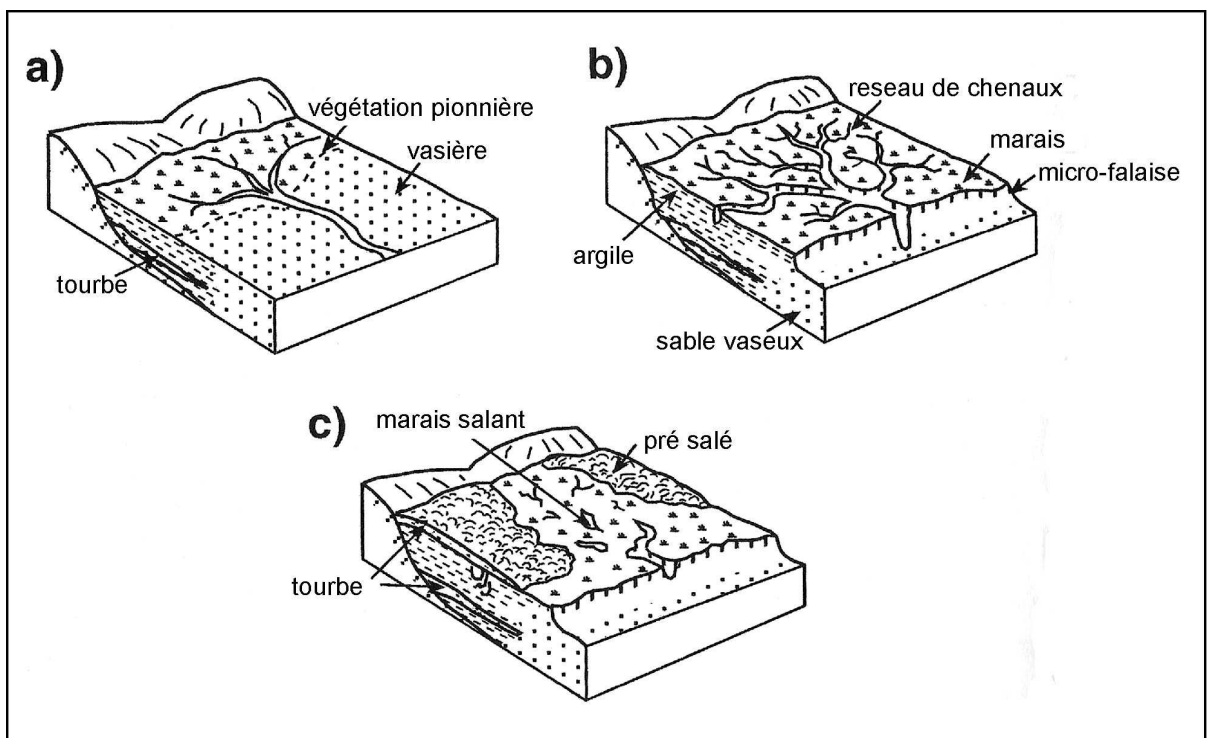 a)
végétation pionnière
vasière
tourbe
b)
reseau de chenaux
marais
micro-falaise
argile
sable vaseux
c)
marais salant
pré salé
tourbe